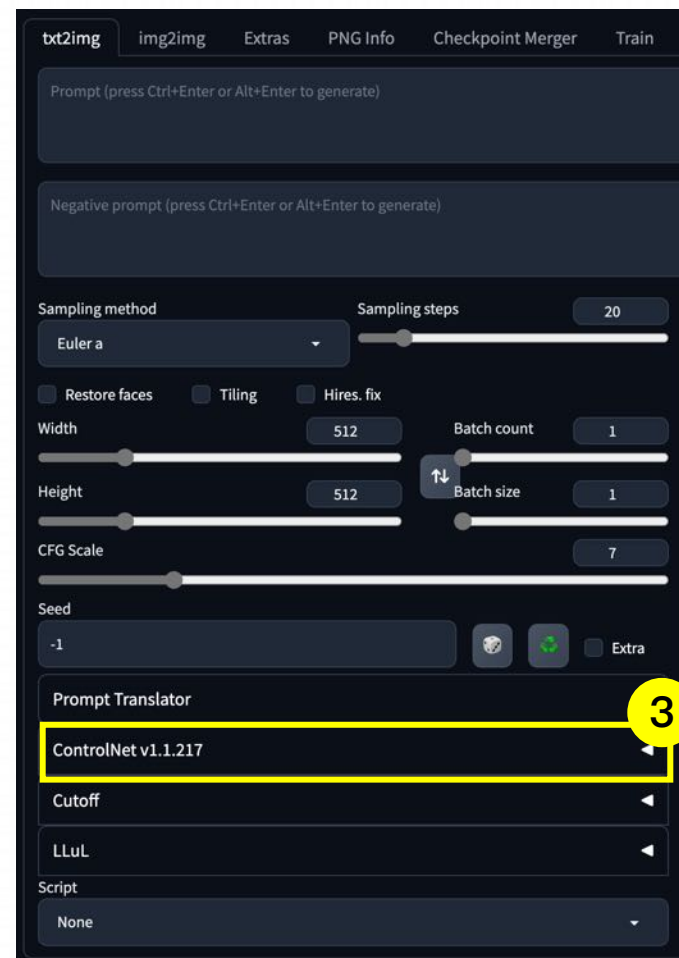 txt2img img2img Extras PNG Info Checkpoint Merger Train
Prompt (press Ctrl+Enter or Alt+Enter to generate)
Negative prompt (press Ctrl+Enter or Alt+Enter to generate)
Sampling method Sampling steps 20
Euler a
Restore faces Tiling Hires. fix
Width 512 Batch count 1
Height 512 Batch size 1
CFG Scale 7
Seed
-1 Extra
Prompt Translator
3
ControlNet v1.1.217
Cutoff
LLuL
Script
None